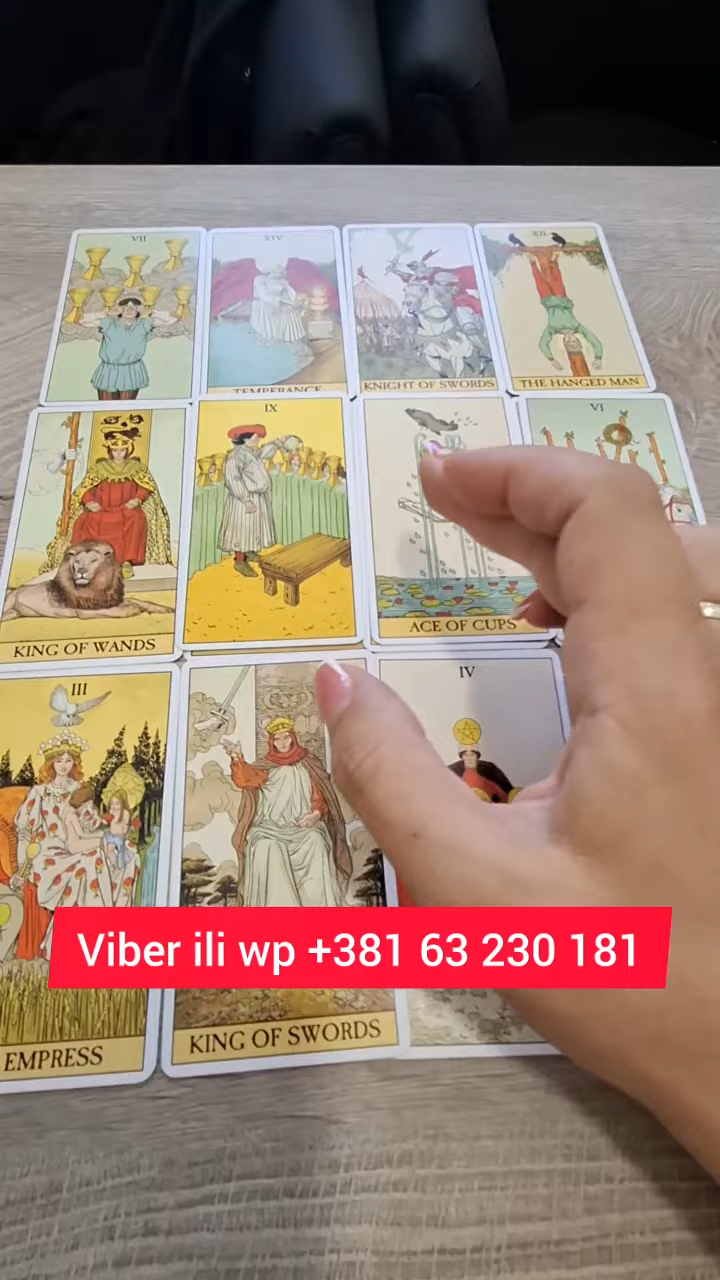 VII
XIV
XII
TEMPERANCE
KNIGHT OF SWORDS
THE HANGED MAN
IX
VI
KING OF WANDS
ACE OF CUPS
III
IV
Viber ili wp +381 63 230 181
EMPRESS
KING OF SWORDS